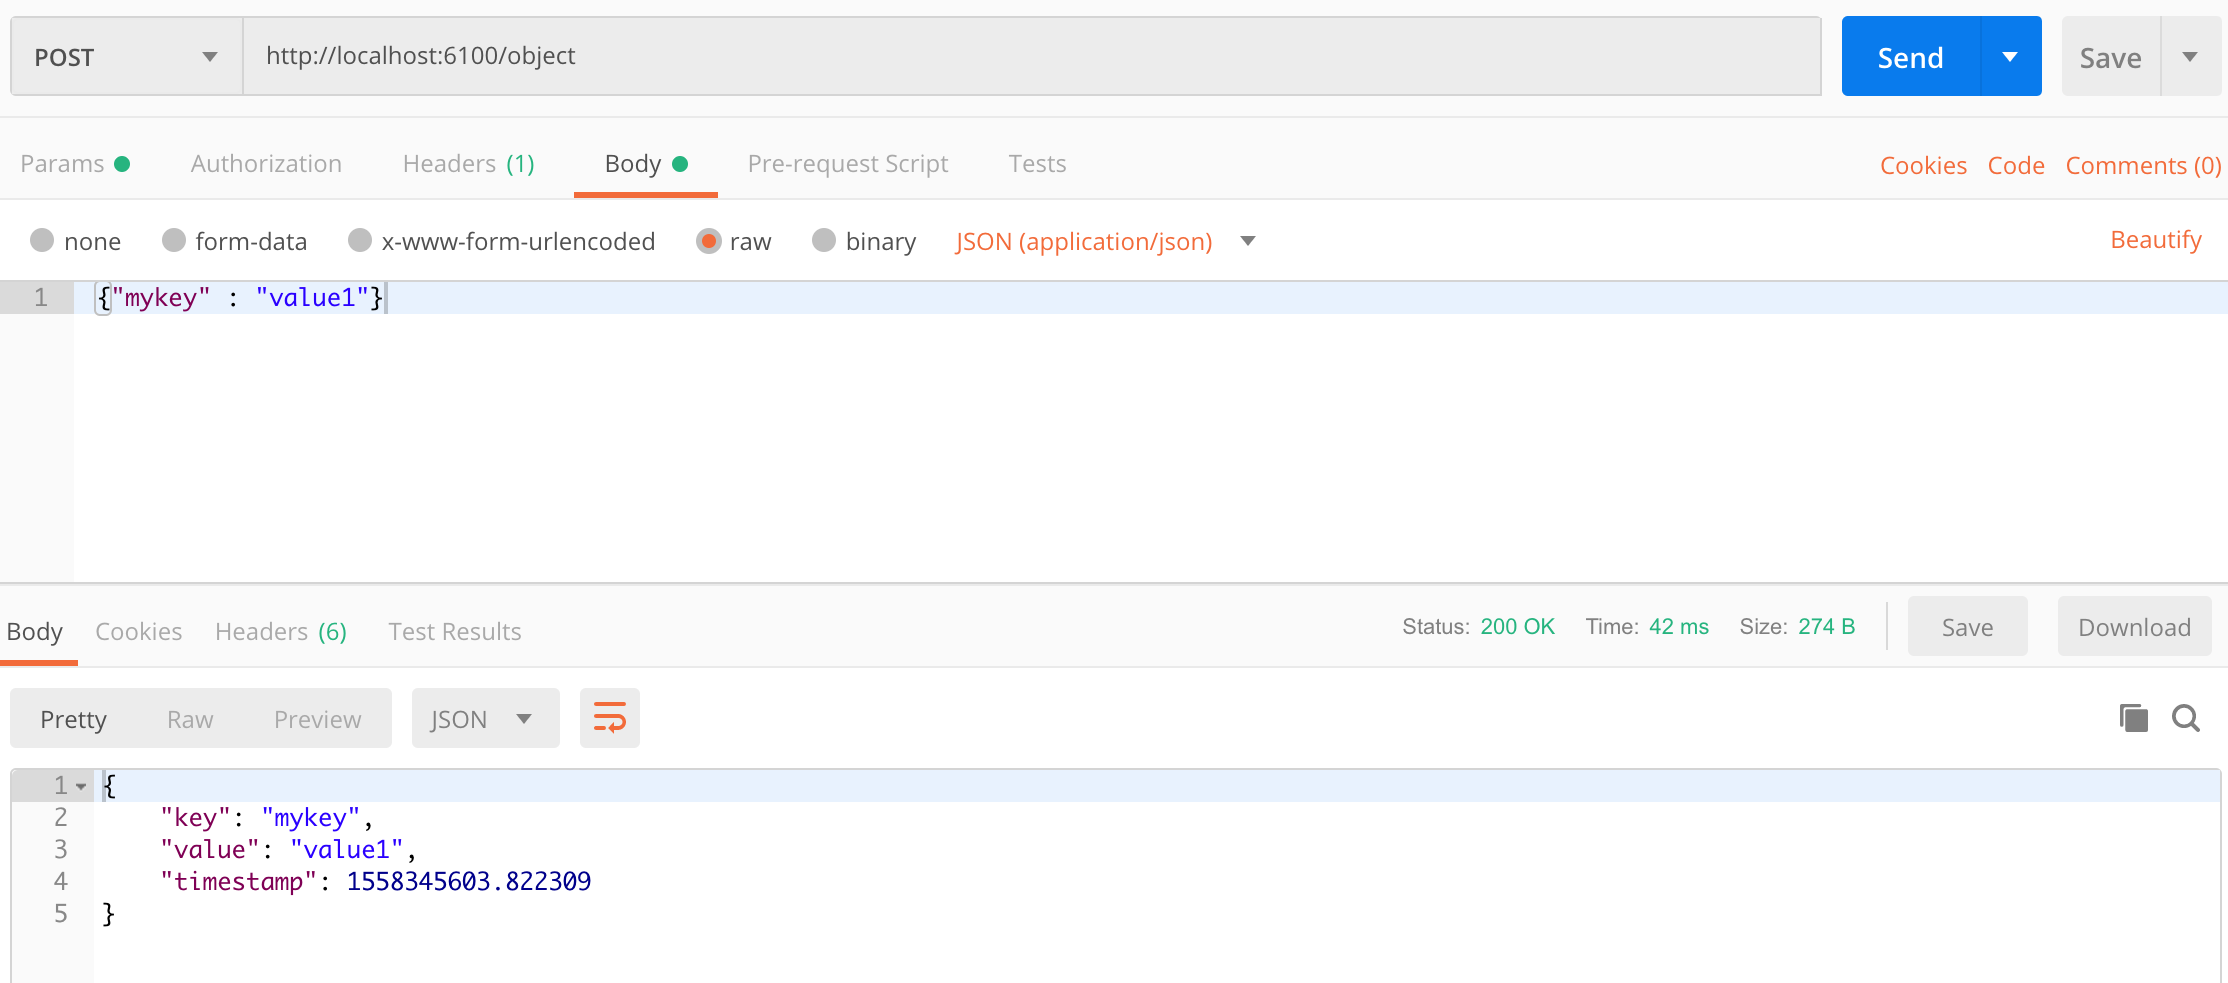 POST http://localhost:6100/object Send Save
Params Authorization Headers (1) Body Pre-request Script Tests Cookies Code Comments (0)
none form-data x-www-form-urlencoded raw binary JSON (application/json) Beautify
1 {"mykey" : "value1"}
Body Cookies Headers (6) Test Results Status: 200 OK Time: 42 ms Size: 274 B Save Download
Pretty Raw Preview JSON
1 {
2 "key": "mykey",
3 "value": "value1",
4 "timestamp": 1558345603.822309
5 }